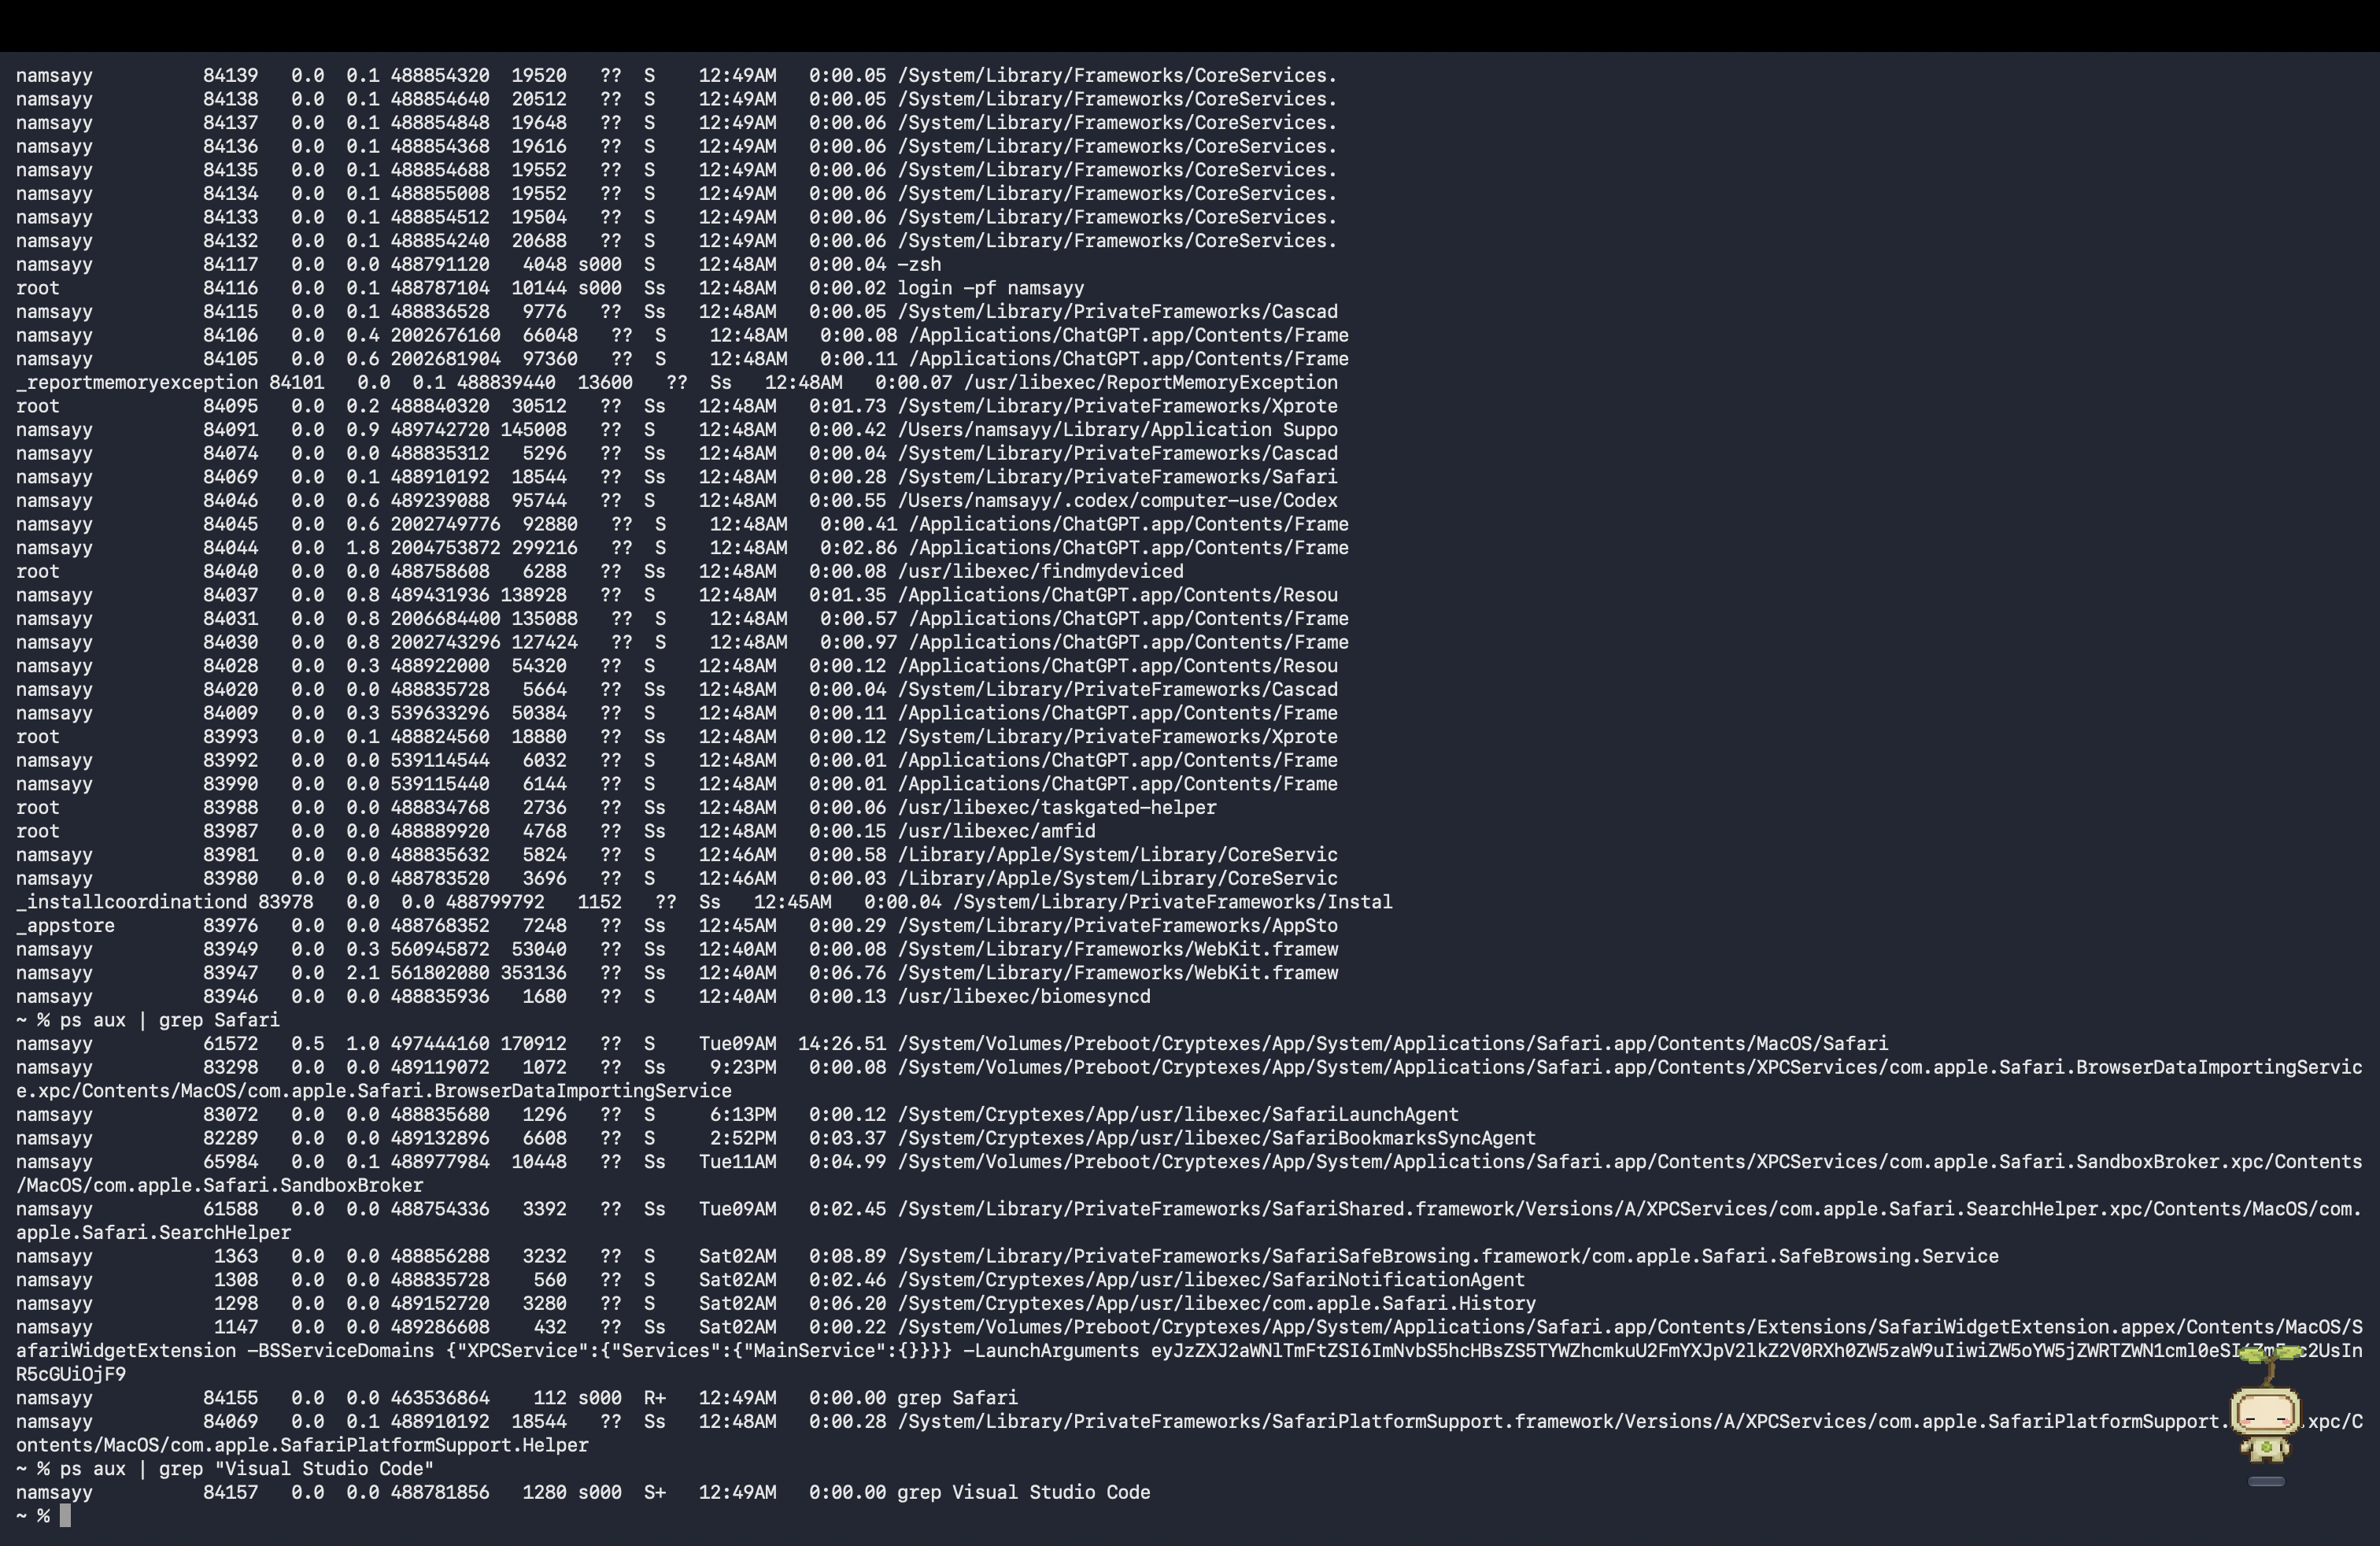 namsayy          84139   0.0  0.1 488854320  19520   ??  S    12:49AM   0:00.05 /System/Library/Frameworks/CoreServices.
namsayy          84138   0.0  0.1 488854640  20512   ??  S    12:49AM   0:00.05 /System/Library/Frameworks/CoreServices.
namsayy          84137   0.0  0.1 488854848  19648   ??  S    12:49AM   0:00.06 /System/Library/Frameworks/CoreServices.
namsayy          84136   0.0  0.1 488854368  19616   ??  S    12:49AM   0:00.06 /System/Library/Frameworks/CoreServices.
namsayy          84135   0.0  0.1 488854688  19552   ??  S    12:49AM   0:00.06 /System/Library/Frameworks/CoreServices.
namsayy          84134   0.0  0.1 488855008  19552   ??  S    12:49AM   0:00.06 /System/Library/Frameworks/CoreServices.
namsayy          84133   0.0  0.1 488854512  19504   ??  S    12:49AM   0:00.06 /System/Library/Frameworks/CoreServices.
namsayy          84132   0.0  0.1 488854240  20688   ??  S    12:49AM   0:00.06 /System/Library/Frameworks/CoreServices.
namsayy          84117   0.0  0.0 488791120   4048 s000  S    12:48AM   0:00.04 -zsh
root             84116   0.0  0.1 488787104  10144 s000  Ss   12:48AM   0:00.02 login -pf namsayy
namsayy          84115   0.0  0.1 488836528   9776   ??  Ss   12:48AM   0:00.05 /System/Library/PrivateFrameworks/Cascad
namsayy          84106   0.0  0.4 2002676160  66048   ??  S    12:48AM   0:00.08 /Applications/ChatGPT.app/Contents/Frame
namsayy          84105   0.0  0.6 2002681904  97360   ??  S    12:48AM   0:00.11 /Applications/ChatGPT.app/Contents/Frame
_reportmemoryexception 84101   0.0  0.1 488839440  13600   ??  Ss   12:48AM   0:00.07 /usr/libexec/ReportMemoryException
root             84095   0.0  0.2 488840320  30512   ??  Ss   12:48AM   0:01.73 /System/Library/PrivateFrameworks/Xprote
namsayy          84091   0.0  0.9 489742720 145008   ??  S    12:48AM   0:00.42 /Users/namsayy/Library/Application Suppo
namsayy          84074   0.0  0.0 488835312   5296   ??  Ss   12:48AM   0:00.04 /System/Library/PrivateFrameworks/Cascad
namsayy          84069   0.0  0.1 488910192  18544   ??  Ss   12:48AM   0:00.28 /System/Library/PrivateFrameworks/Safari
namsayy          84046   0.0  0.6 489239088  95744   ??  S    12:48AM   0:00.55 /Users/namsayy/.codex/computer-use/Codex
namsayy          84045   0.0  0.6 2002749776  92880   ??  S    12:48AM   0:00.41 /Applications/ChatGPT.app/Contents/Frame
namsayy          84044   0.0  1.8 2004753872 299216   ??  S    12:48AM   0:02.86 /Applications/ChatGPT.app/Contents/Frame
root             84040   0.0  0.0 488758608   6288   ??  Ss   12:48AM   0:00.08 /usr/libexec/findmydeviced
namsayy          84037   0.0  0.8 489431936 138928   ??  S    12:48AM   0:01.35 /Applications/ChatGPT.app/Contents/Resou
namsayy          84031   0.0  0.8 2006684400 135088   ??  S    12:48AM   0:00.57 /Applications/ChatGPT.app/Contents/Frame
namsayy          84030   0.0  0.8 2002743296 127424   ??  S    12:48AM   0:00.97 /Applications/ChatGPT.app/Contents/Frame
namsayy          84028   0.0  0.3 488922000  54320   ??  S    12:48AM   0:00.12 /Applications/ChatGPT.app/Contents/Resou
namsayy          84020   0.0  0.0 488835728   5664   ??  Ss   12:48AM   0:00.04 /System/Library/PrivateFrameworks/Cascad
namsayy          84009   0.0  0.3 539633296  50384   ??  S    12:48AM   0:00.11 /Applications/ChatGPT.app/Contents/Frame
root             83993   0.0  0.1 488824560  18880   ??  Ss   12:48AM   0:00.12 /System/Library/PrivateFrameworks/Xprote
namsayy          83992   0.0  0.0 539114544   6032   ??  S    12:48AM   0:00.01 /Applications/ChatGPT.app/Contents/Frame
namsayy          83990   0.0  0.0 539115440   6144   ??  S    12:48AM   0:00.01 /Applications/ChatGPT.app/Contents/Frame
root             83988   0.0  0.0 488834768   2736   ??  Ss   12:48AM   0:00.06 /usr/libexec/taskgated-helper
root             83987   0.0  0.0 488889920   4768   ??  Ss   12:48AM   0:00.15 /usr/libexec/amfid
namsayy          83981   0.0  0.0 488835632   5824   ??  S    12:46AM   0:00.58 /Library/Apple/System/Library/CoreServic
namsayy          83980   0.0  0.0 488783520   3696   ??  S    12:46AM   0:00.03 /Library/Apple/System/Library/CoreServic
_installcoordinationd 83978   0.0  0.0 488799792   1152   ??  Ss   12:45AM   0:00.04 /System/Library/PrivateFrameworks/Instal
_appstore        83976   0.0  0.0 488768352   7248   ??  Ss   12:45AM   0:00.29 /System/Library/PrivateFrameworks/AppSto
namsayy          83949   0.0  0.3 560945872  53040   ??  Ss   12:40AM   0:00.08 /System/Library/Frameworks/WebKit.framew
namsayy          83947   0.0  2.1 561802080 353136   ??  Ss   12:40AM   0:06.76 /System/Library/Frameworks/WebKit.framew
namsayy          83946   0.0  0.0 488835936   1680   ??  S    12:40AM   0:00.13 /usr/libexec/biomesyncd
~ % ps aux | grep Safari
namsayy          61572   0.5  1.0 497444160 170912   ??  S    Tue09AM  14:26.51 /System/Volumes/Preboot/Cryptexes/App/System/Applications/Safari.app/Contents/MacOS/Safari
namsayy          83298   0.0  0.0 489119072   1072   ??  Ss    9:23PM   0:00.08 /System/Volumes/Preboot/Cryptexes/App/System/Applications/Safari.app/Contents/XPCServices/com.apple.Safari.BrowserDataImportingServic
e.xpc/Contents/MacOS/com.apple.Safari.BrowserDataImportingService
namsayy          83072   0.0  0.0 488835680   1296   ??  S     6:13PM   0:00.12 /System/Cryptexes/App/usr/libexec/SafariLaunchAgent
namsayy          82289   0.0  0.0 489132896   6608   ??  S     2:52PM   0:03.37 /System/Cryptexes/App/usr/libexec/SafariBookmarksSyncAgent
namsayy          65984   0.0  0.1 488977984  10448   ??  Ss   Tue11AM   0:04.99 /System/Volumes/Preboot/Cryptexes/App/System/Applications/Safari.app/Contents/XPCServices/com.apple.Safari.SandboxBroker.xpc/Contents
/MacOS/com.apple.Safari.SandboxBroker
namsayy          61588   0.0  0.0 488754336   3392   ??  Ss   Tue09AM   0:02.45 /System/Library/PrivateFrameworks/SafariShared.framework/Versions/A/XPCServices/com.apple.Safari.SearchHelper.xpc/Contents/MacOS/com.
apple.Safari.SearchHelper
namsayy           1363   0.0  0.0 488856288   3232   ??  S    Sat02AM   0:08.89 /System/Library/PrivateFrameworks/SafariSafeBrowsing.framework/com.apple.Safari.SafeBrowsing.Service
namsayy           1308   0.0  0.0 488835728    560   ??  S    Sat02AM   0:02.46 /System/Cryptexes/App/usr/libexec/SafariNotificationAgent
namsayy           1298   0.0  0.0 489152720   3280   ??  S    Sat02AM   0:06.20 /System/Cryptexes/App/usr/libexec/com.apple.Safari.History
namsayy           1147   0.0  0.0 489286608    432   ??  Ss   Sat02AM   0:00.22 /System/Volumes/Preboot/Cryptexes/App/System/Applications/Safari.app/Contents/Extensions/SafariWidgetExtension.appex/Contents/MacOS/S
afariWidgetExtension -BSServiceDomains {"XPCService":{"Services":{"MainService":{}}}} -LaunchArguments
R5cGUiOjF9
namsayy          84155   0.0  0.0 463536864    112 s000  R+   12:49AM   0:00.00 grep Safari
namsayy          84069   0.0  0.1 488910192  18544   ??  Ss   12:48AM   0:00.28 /System/Library/PrivateFrameworks/SafariPlatformSupport.framework/Versions/A/XPCServices/com.apple.SafariPlatformSupport. .xpc/C
ontents/MacOS/com.apple.SafariPlatformSupport.Helper
~ % ps aux | grep "Visual Studio Code"
namsayy          84157   0.0  0.0 488781856   1280 s000  S+   12:49AM   0:00.00 grep Visual Studio Code
~ %